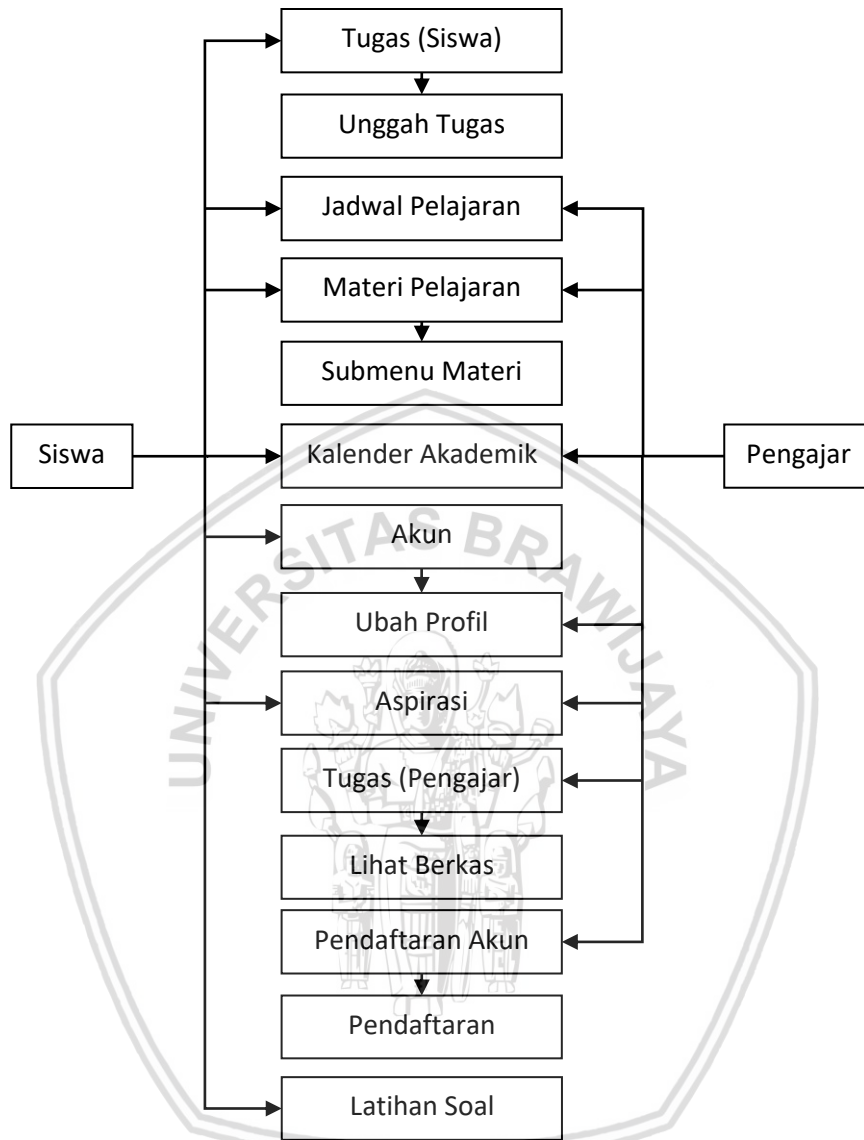 Tugas (Siswa)
Unggah Tugas
Jadwal Pelajaran
Materi Pelajaran
Submenu Materi
Siswa
Kalender Akademik
Pengajar
Akun
Ubah Profil
Aspirasi
Tugas (Pengajar)
Lihat Berkas
Pendaftaran Akun
Pendaftaran
Latihan Soal
UNIVERSITAS BRAWIJAYA